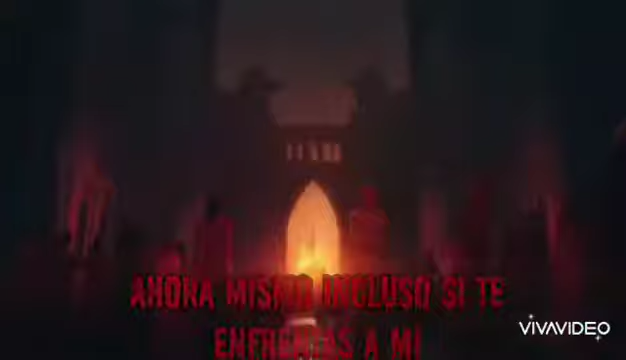 AHORA MISMO INCLUSO SI TE
ENFRENTAS A MI
VIVAVIDEO